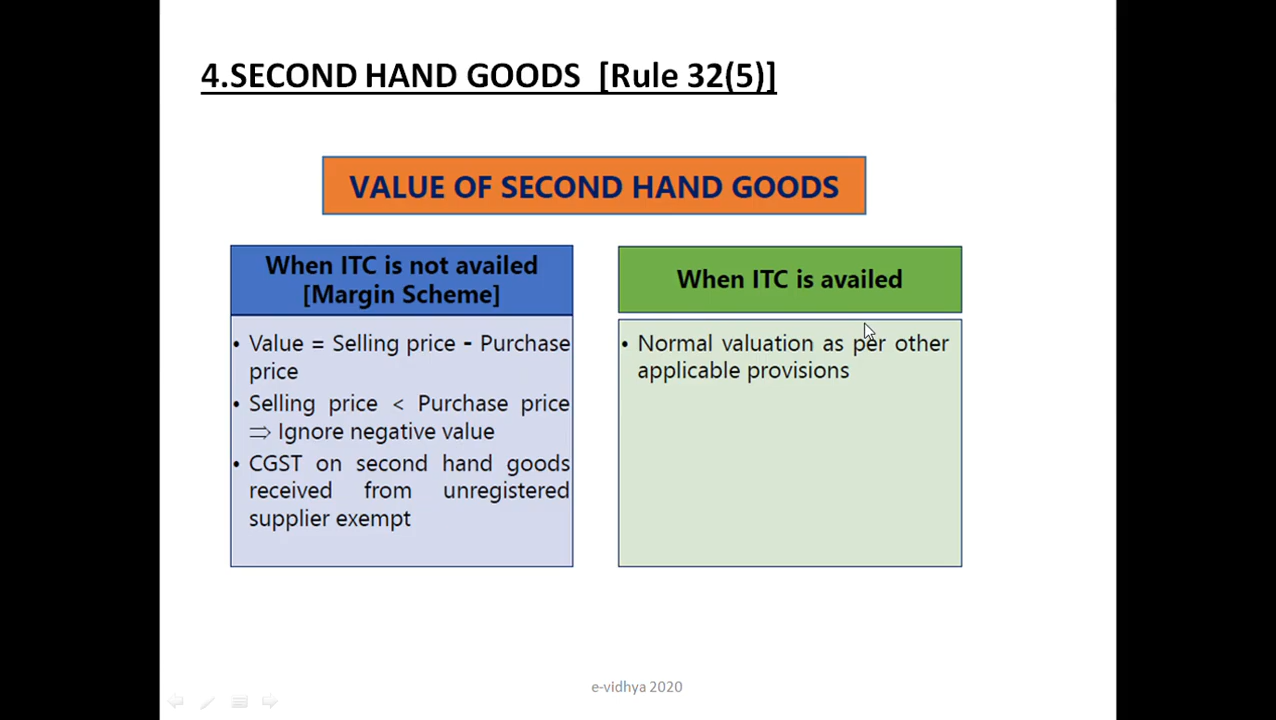 4.SECOND HAND GOODS [Rule 32(5)]
VALUE OF SECOND HAND GOODS
When ITC is not availed
[Margin Scheme]
• Value = Selling price - Purchase
price
• Selling price < Purchase price
⇒ Ignore negative value
• CGST on second hand goods
received from unregistered
supplier exempt
When ITC is availed
• Normal valuation as per other
applicable provisions
e-vidhya 2020